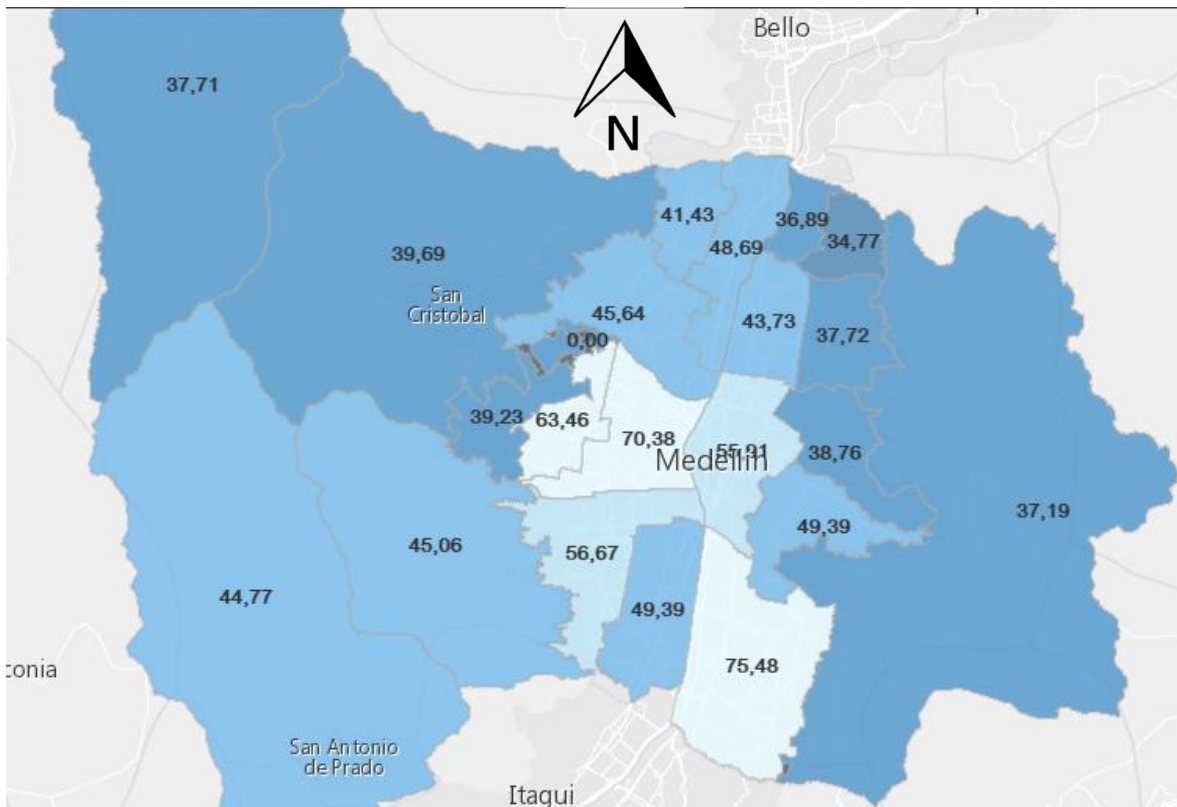 Bello
37,71
N
41,43
36,89
48,69
34,77
39,69
San
Cristobal
45,64
43,73
37,72
0,00
39,23
63,46
70,38
55,91
Medellín
38,76
37,19
49,39
45,06
56,67
44,77
49,39
75,48
conia
San Antonio
de Prado
Itagui